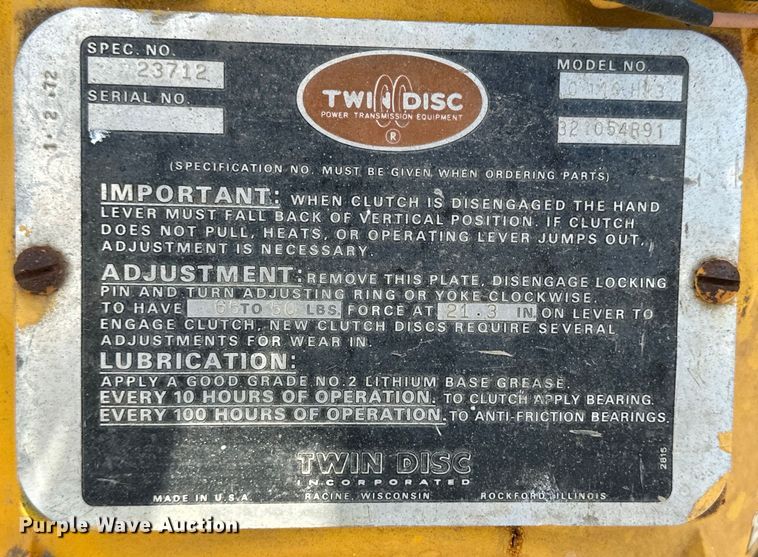 SPEC. NO.
23712
SERIAL NO.
1-2-72
TWIN DISC
POWER TRANSMISSION EQUIPMENT
®
MODEL NO.
321054R91
(SPECIFICATION NO. MUST BE GIVEN WHEN ORDERING PARTS)
IMPORTANT: WHEN CLUTCH IS DISENGAGED THE HAND
LEVER MUST FALL BACK OF VERTICAL POSITION. IF CLUTCH
DOES NOT PULL, HEATS, OR OPERATING LEVER JUMPS OUT,
ADJUSTMENT IS NECESSARY.
ADJUSTMENT: REMOVE THIS PLATE, DISENGAGE LOCKING
PIN AND TURN ADJUSTING RING OR YOKE CLOCKWISE.
TO HAVE TO LBS. FORCE AT 21.3 IN. ON LEVER TO
ENGAGE CLUTCH, NEW CLUTCH DISCS REQUIRE SEVERAL
ADJUSTMENTS FOR WEAR IN.
LUBRICATION:
APPLY A GOOD GRADE NO. 2 LITHIUM BASE GREASE.
EVERY 10 HOURS OF OPERATION. TO CLUTCH APPLY BEARING.
EVERY 100 HOURS OF OPERATION. TO ANTI-FRICTION BEARINGS.
TWIN DISC
INCORPORATED
MADE IN U.S.A. RACINE, WISCONSIN ROCKFORD, ILLINOIS
2815
Purple Wave Auction